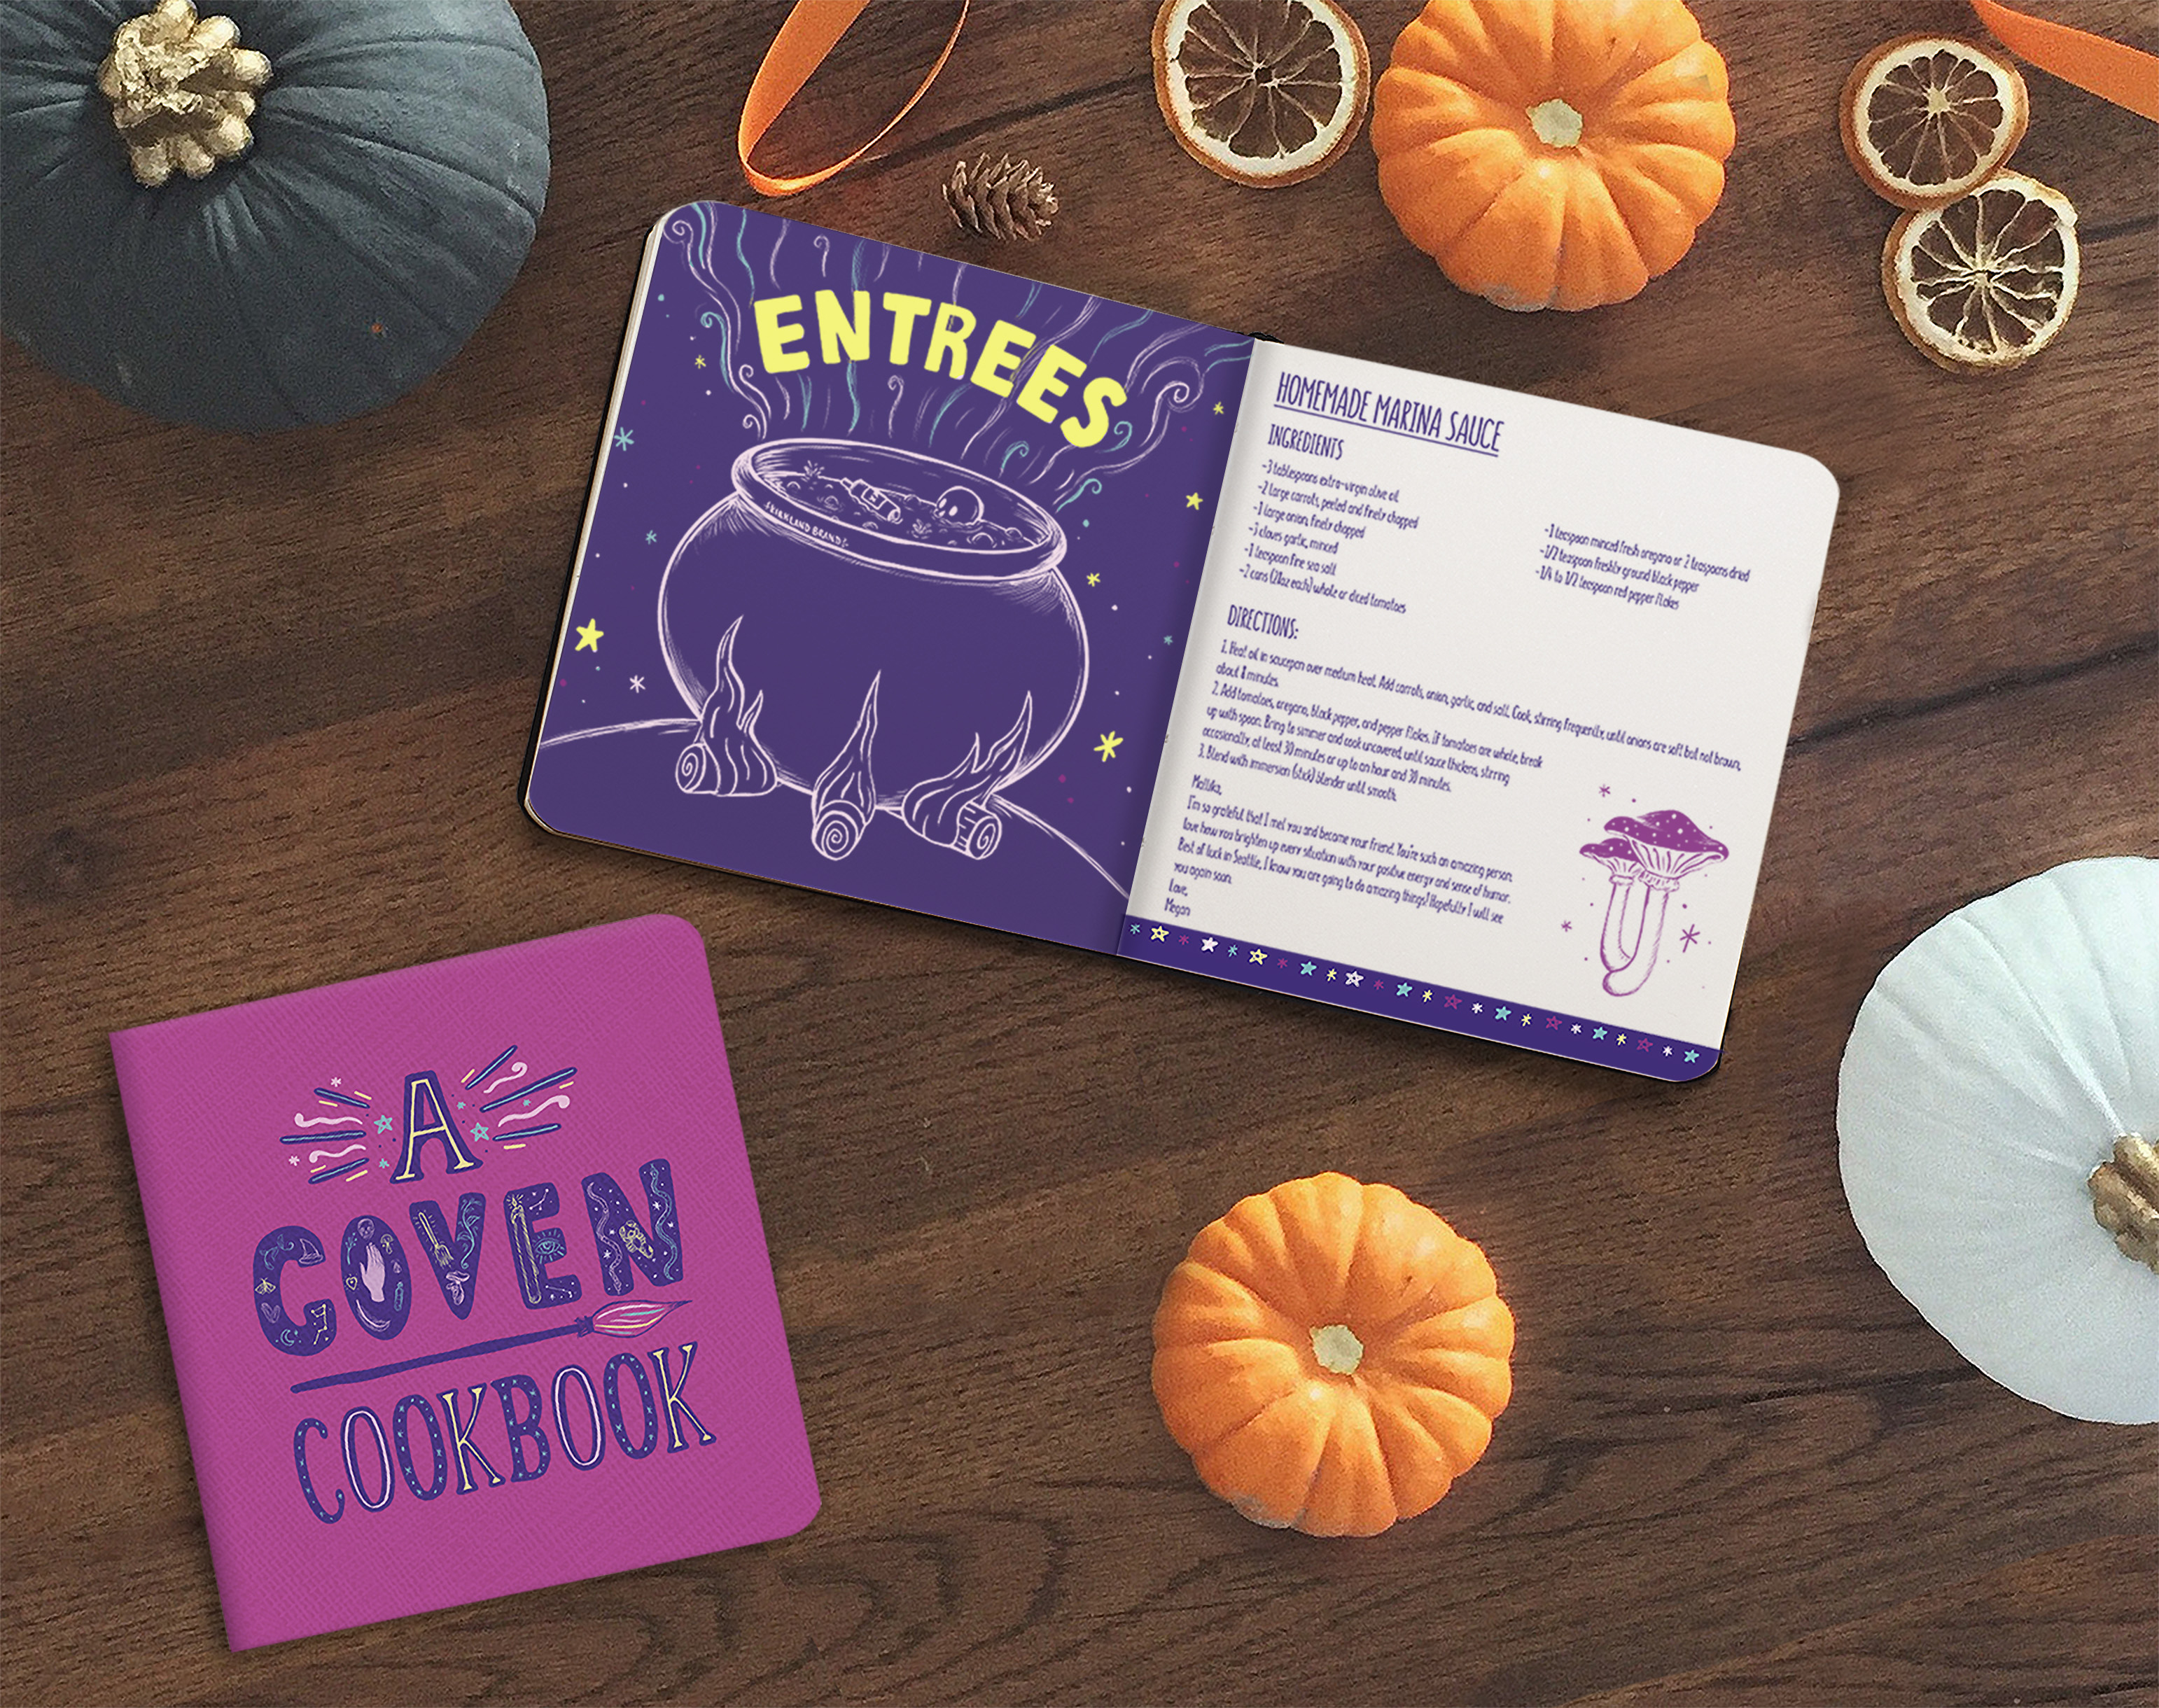 ENTREES
KIRKLAND BRAND
HOMEMADE MARINA SAUCE
INGREDIENTS
-3 tablespoons extra-virgin olive oil
-2 large carrots, peeled and finely chopped
-1 large onion, finely chopped
-3 cloves garlic, minced
-1 teaspoon fine sea salt
-2 cans (28oz each) whole or diced tomatoes
-1 teaspoon minced fresh oregano or 2 teaspoons dried
-1/2 teaspoon freshly ground black pepper
-1/4 to 1/2 teaspoon red pepper flakes
DIRECTIONS:
1. Heat oil in saucepan over medium heat. Add carrots, onion, garlic, and salt. Cook, stirring frequently, until onions are soft but not brown,
about 8 minutes.
2. Add tomatoes, oregano, black pepper, and pepper flakes. if tomatoes are whole, break
up with spoon. Bring to simmer and cook uncovered, until sauce thickens, stirring
occasionally, at least 30 minutes or up to an hour and 30 minutes.
3. Blend with immersion (stick) blender until smooth.
Mallika,
I'm so grateful that I met you and became your friend. You're such an amazing person.
love how you brighten up every situation with your positive energy and sense of humor.
Best of luck in Seattle, I know you are going to do amazing things! Hopefully I will see
you again soon.
Love,
Megan
A
COVEN
COOKBOOK